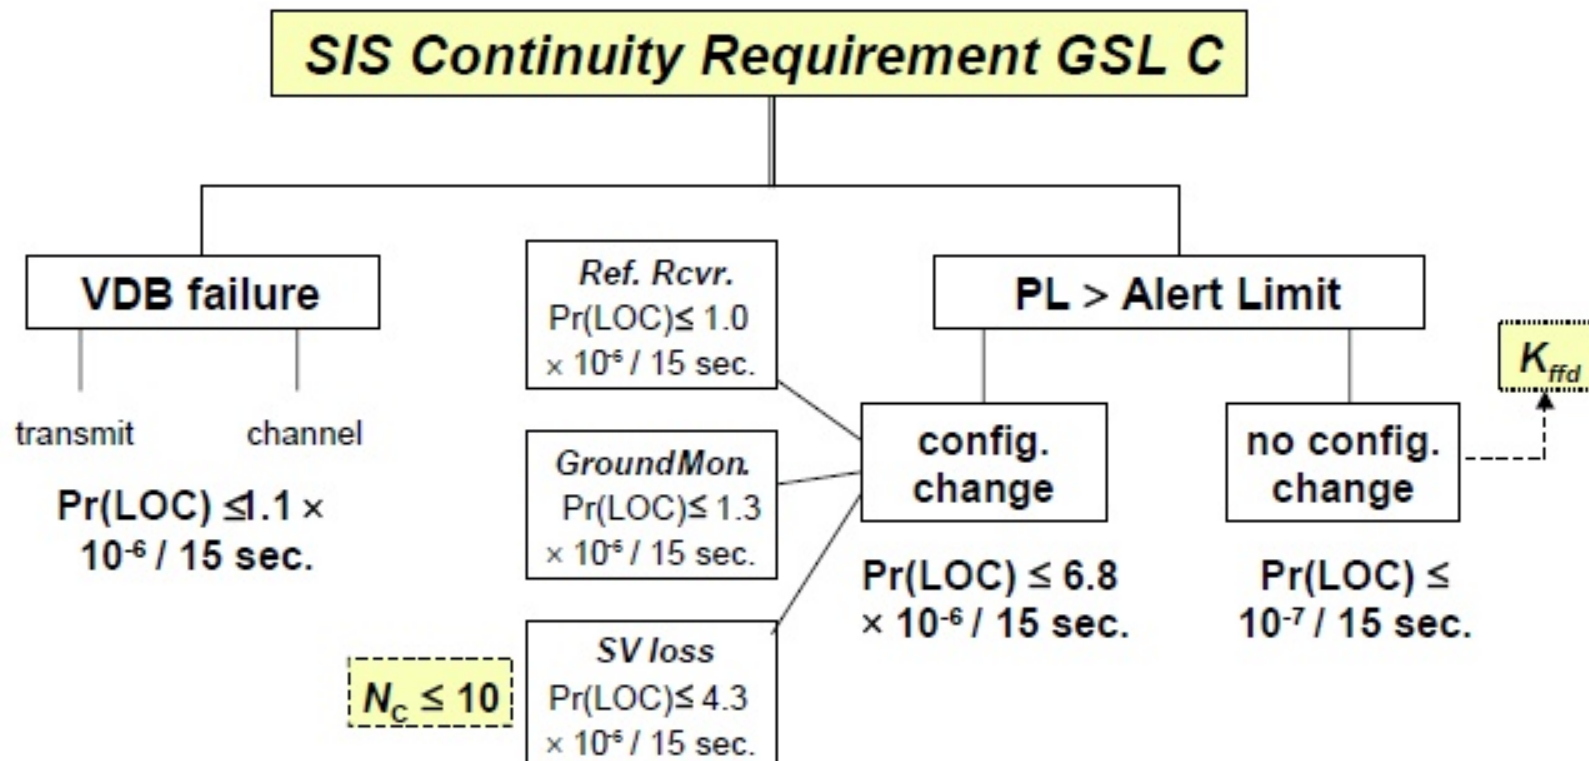 SIS Continuity Requirement GSL C
VDB failure
transmit
channel
Pr(LOC) ≤1.1 ×
10⁻⁶ / 15 sec.
Ref. Rcvr.
Pr(LOC)≤ 1.0
× 10⁻⁶ / 15 sec.
GroundMon.
Pr(LOC)≤ 1.3
× 10⁻⁶ / 15 sec.
SV loss
Pr(LOC)≤ 4.3
× 10⁻⁶ / 15 sec.
N_C ≤ 10
PL > Alert Limit
config.
change
Pr(LOC) ≤ 6.8
× 10⁻⁶ / 15 sec.
no config.
change
Pr(LOC) ≤
10⁻⁷ / 15 sec.
K_ffd